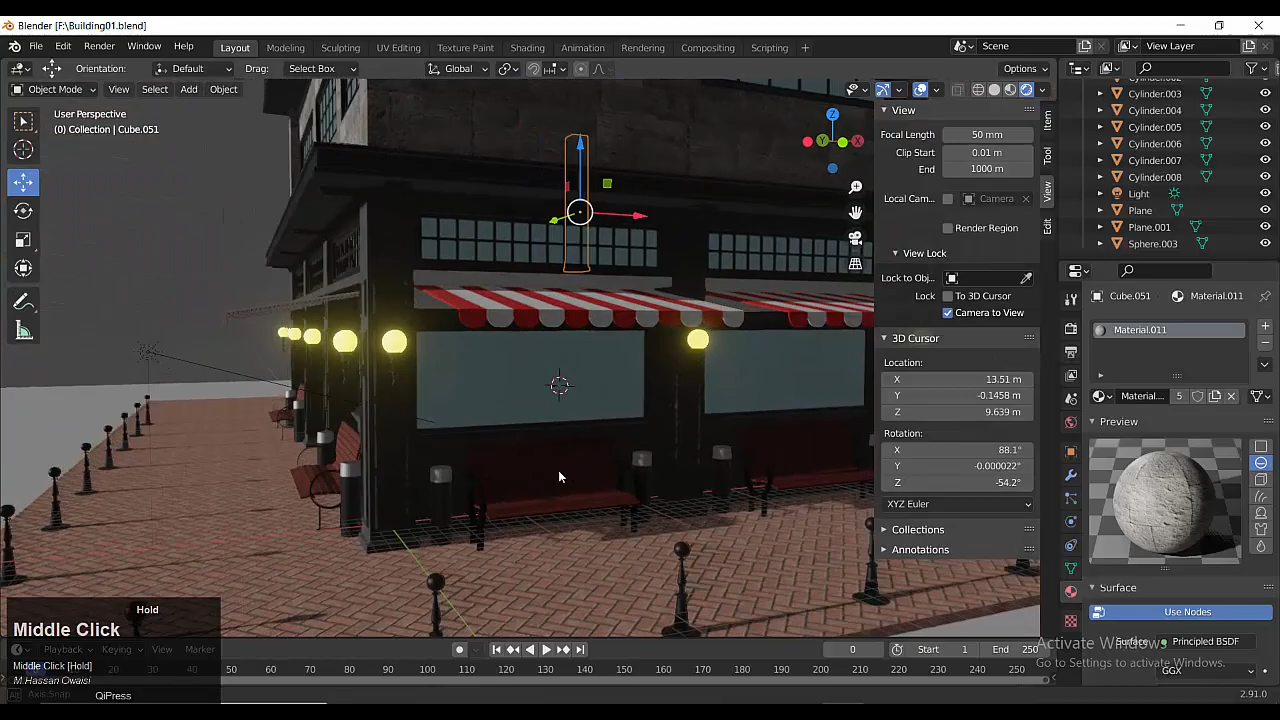 Blender [F:\Building01.blend]
File Edit Render Window Help Layout Modeling Sculpting UV Editing Texture Paint Shading Animation Rendering Compositing Scripting + Scene View Layer
Orientation: Default Drag: Select Box Global Options
Object Mode View Select Add Object
User Perspective
(0) Collection | Cube.051
View
Focal Length 50 mm
Clip Start 0.01 m
End 1000 m
Local Cam... Camera
Render Region
View Lock
Lock to Obj...
Lock To 3D Cursor
Camera to View
3D Cursor
Location:
X 13.51 m
Y -0.1458 m
Z 9.639 m
Rotation:
X 88.1°
Y -0.000022°
Z -54.2°
XYZ Euler
Collections
Annotations
Item
Tool
View
Edit
Z
Y
X
Cylinder.003
Cylinder.004
Cylinder.005
Cylinder.006
Cylinder.007
Cylinder.008
Light
Plane
Plane.001
Sphere.003
Cube.051 Material.011
Material.011
Material... 5
Preview
Surface
Use Nodes
Surface Principled BSDF
GGX
Activate Windows
Go to Settings to activate Windows.
Hold
Middle Click
Middle Click [Hold]
M.Hassan Owaisi
QiPress
Playback Keying View Marker
0 Start 1 End 250
20 30 40 50 60 70 80 90 100 110 120 130 140 150 160 170 180 190 200 210 220 230 240 250
Axis Snap
2.91.0